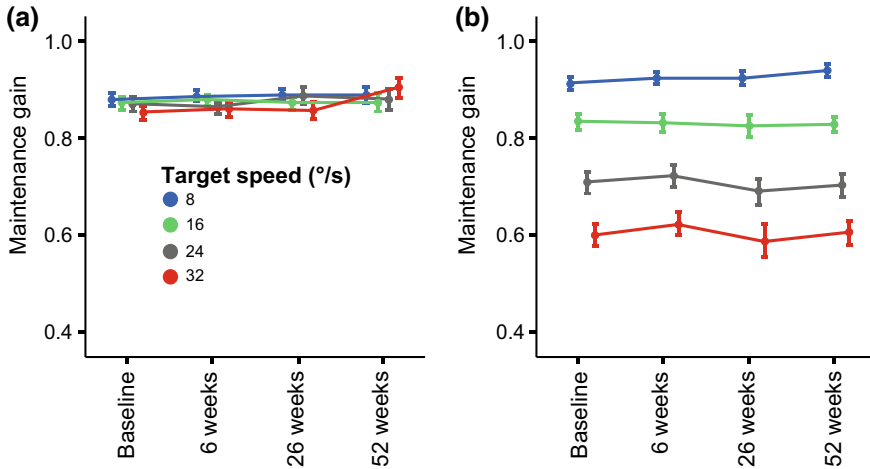 (a)
Maintenance gain
1.0
0.8
0.6
0.4
Target speed (°/s)
8
16
24
32
Baseline
6 weeks
26 weeks
52 weeks
(b)
Maintenance gain
1.0
0.8
0.6
0.4
Baseline
6 weeks
26 weeks
52 weeks